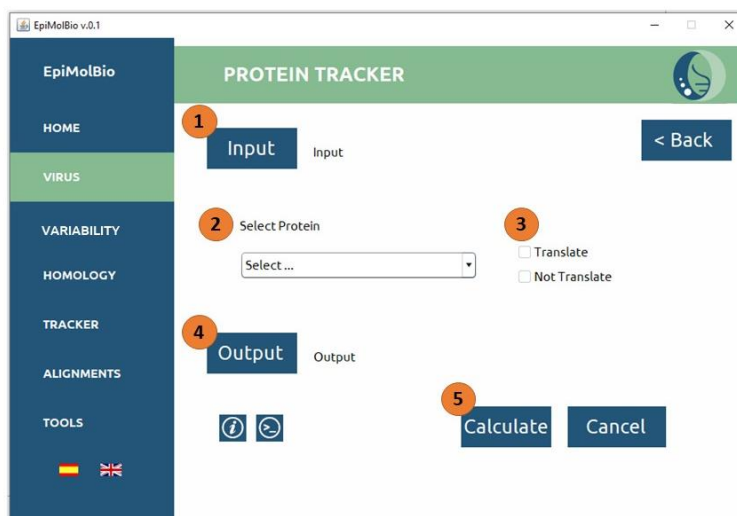 EpiMolBio v.0.1
EpiMolBio
PROTEIN TRACKER
HOME
VIRUS
VARIABILITY
HOMOLOGY
TRACKER
ALIGNMENTS
TOOLS
1
Input
Input
< Back
2
Select Protein
Select ...
3
Translate
Not Translate
4
Output
Output
i
>_
5
Calculate
Cancel